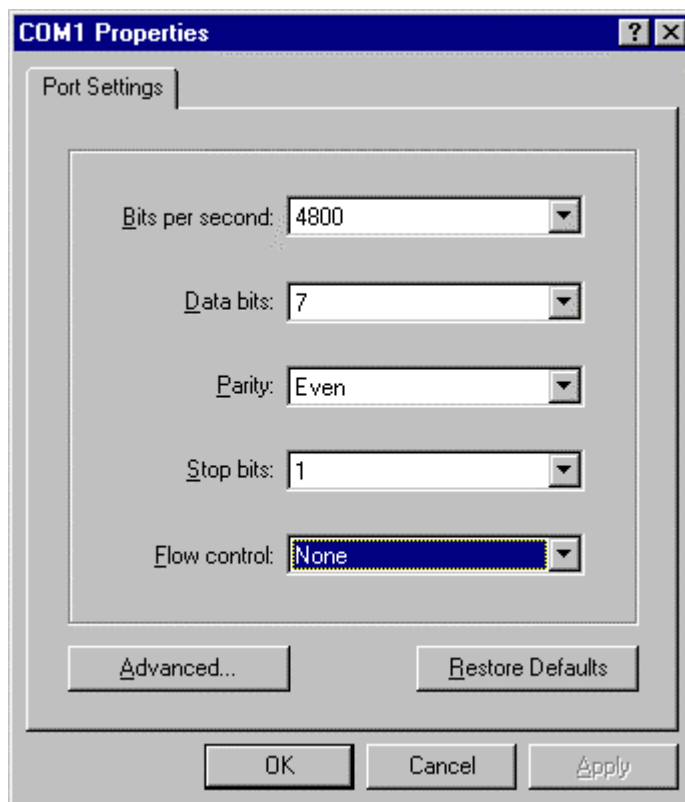 COM1 Properties
Port Settings
Bits per second: 4800
Data bits: 7
Parity: Even
Stop bits: 1
Flow control: None
Advanced... Restore Defaults
OK Cancel Apply